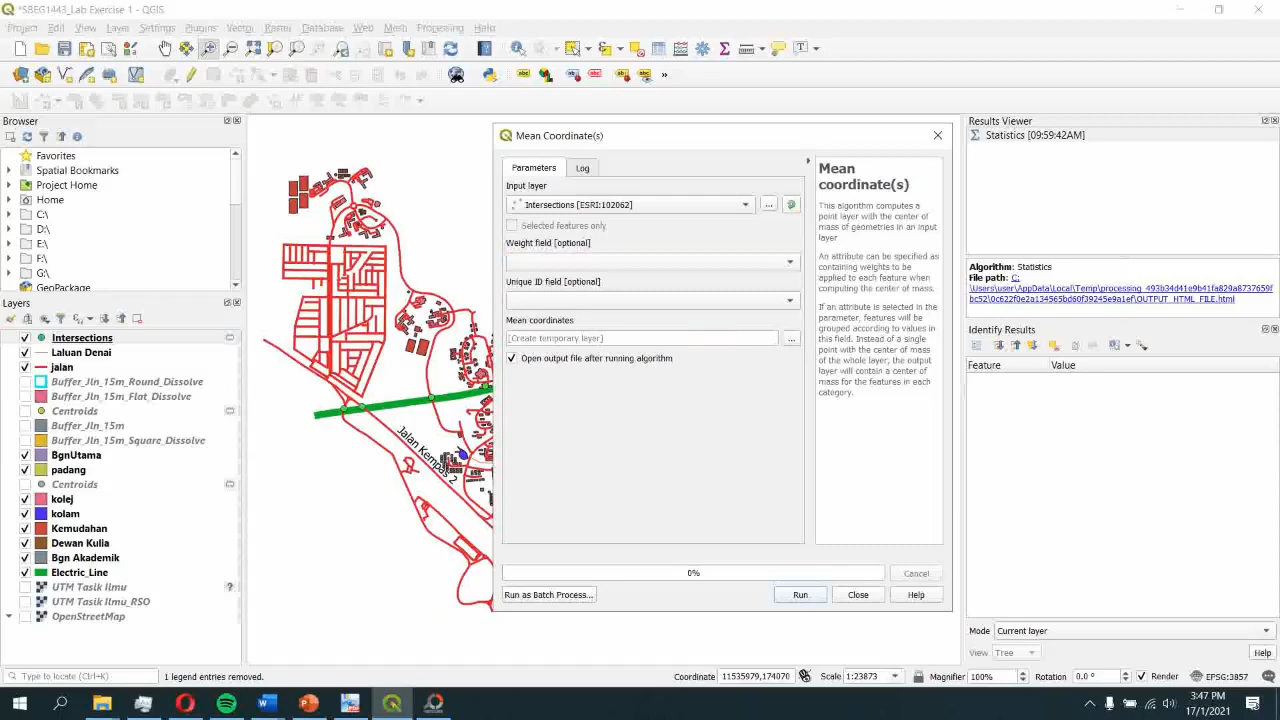 *SBEG1443_Lab Exercise 1 - QGIS
Project Edit View Layer Settings Plugins Vector Raster Database Web Mesh Processing Help
Browser
Favorites
Spatial Bookmarks
Project Home
Home
C:\
D:\
E:\
F:\
G:\
GeoPackage
Layers
Intersections
Laluan Denai
jalan
Buffer_Jln_15m_Round_Dissolve
Buffer_Jln_15m_Flat_Dissolve
Centroids
Buffer_Jln_15m
Buffer_Jln_15m_Square_Dissolve
BgnUtama
padang
Centroids
kolej
kolam
Kemudahan
Dewan Kulia
Bgn Akademik
Electric_Line
UTM Tasik Ilmu
?
UTM Tasik Ilmu_RSO
OpenStreetMap
Jalan Kempas 2
Mean Coordinate(s)
Parameters Log
Input layer
Intersections [ESRI:102062]
...
Selected features only
Weight field [optional]
Unique ID field [optional]
Mean coordinates
[Create temporary layer]
...
Open output file after running algorithm
Mean
coordinate(s)
This algorithm computes a
point layer with the center of
mass of geometries in an input
layer
An attribute can be specified as
containing weights to be
applied to each feature when
computing the center of mass.
If an attribute is selected in the
parameter, features will be
grouped according to values in
this field. Instead of a single
point with the center of mass
of the whole layer, the output
layer will contain a center of
mass for the features in each
category.
0%
Cancel
Run as Batch Process...
Run
Close
Help
Results Viewer
Statistics [09:59:42AM]
Algorithm: Statistics
File path: C:
\Users\user\AppData\Local\Temp\processing_493b34d41e9b41fa829a8737659f
bc52\0c622f0e2a134565bd60f39245e9a1ef\OUTPUT_HTML_FILE.html
Identify Results
Feature Value
Mode Current layer
View Tree
Help
Type to locate (Ctrl+K)
1 legend entries removed.
Coordinate 11535979,174070
Scale 1:23873
Magnifier 100%
Rotation 0.0 °
Render
EPSG:3857
3:47 PM
17/1/2021